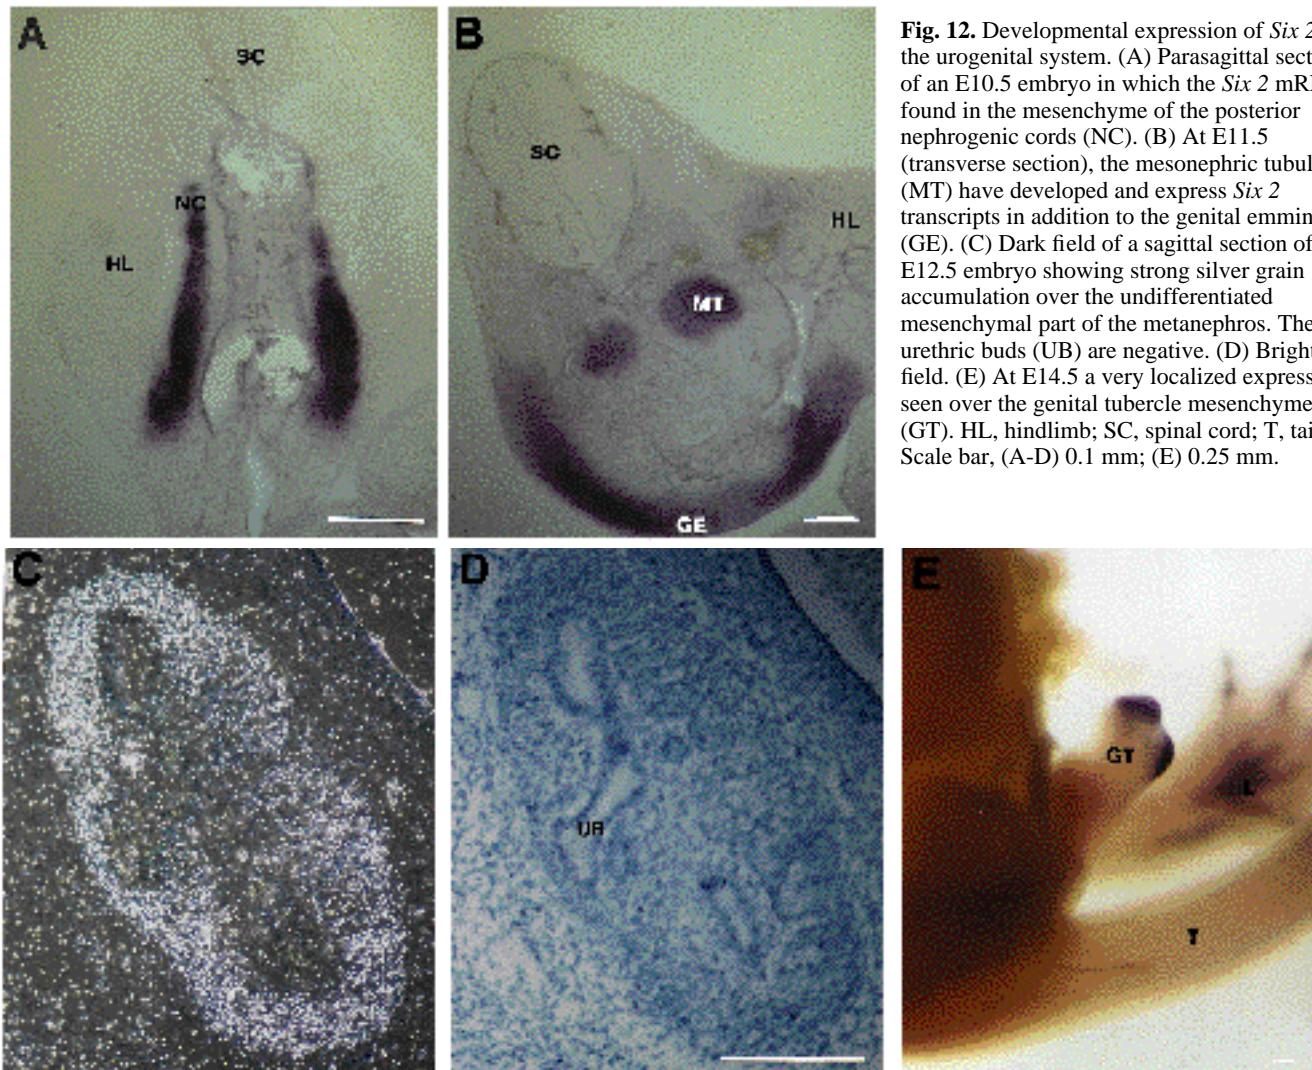 A
SC
NC
HL
B
SC
HL
MT
GE
Fig. 12. Developmental expression of Six 2
the urogenital system. (A) Parasagittal sect
of an E10.5 embryo in which the Six 2 mR
found in the mesenchyme of the posterior
nephrogenic cords (NC). (B) At E11.5
(transverse section), the mesonephric tubul
(MT) have developed and express Six 2
transcripts in addition to the genital emmin
(GE). (C) Dark field of a sagittal section of
E12.5 embryo showing strong silver grain
accumulation over the undifferentiated
mesenchymal part of the metanephros. The
urethric buds (UB) are negative. (D) Bright
field. (E) At E14.5 a very localized express
seen over the genital tubercle mesenchyme
(GT). HL, hindlimb; SC, spinal cord; T, tai
Scale bar, (A-D) 0.1 mm; (E) 0.25 mm.
C
D
UB
E
GT
L
T